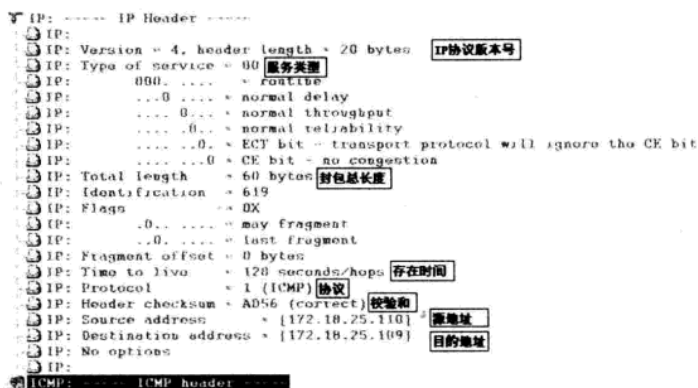 IP: ----- IP Header -----
IP:
IP: Version = 4, header length = 20 bytes IP协议版本号
IP: Type of service = 00 服务类型
IP: 000. .... = routine
IP: ...0 .... = normal delay
IP: .... 0... = normal throughput
IP: .... .0.. = normal reliability
IP: .... ..0. = ECT bit - transport protocol will ignore the CE bit
IP: .... ...0 = CE bit - no congestion
IP: Total length = 60 bytes 封包总长度
IP: Identification = 619
IP: Flags = 0X
IP: .0.. .... = may fragment
IP: ..0. .... = last fragment
IP: Fragment offset = 0 bytes
IP: Time to live = 128 seconds/hops 存在时间
IP: Protocol = 1 (ICMP) 协议
IP: Header checksum = AD56 (correct) 校验和
IP: Source address = [172.18.25.110] 源地址
IP: Destination address = [172.18.25.109] 目的地址
IP: No options
IP:
ICMP: ----- ICMP header -----